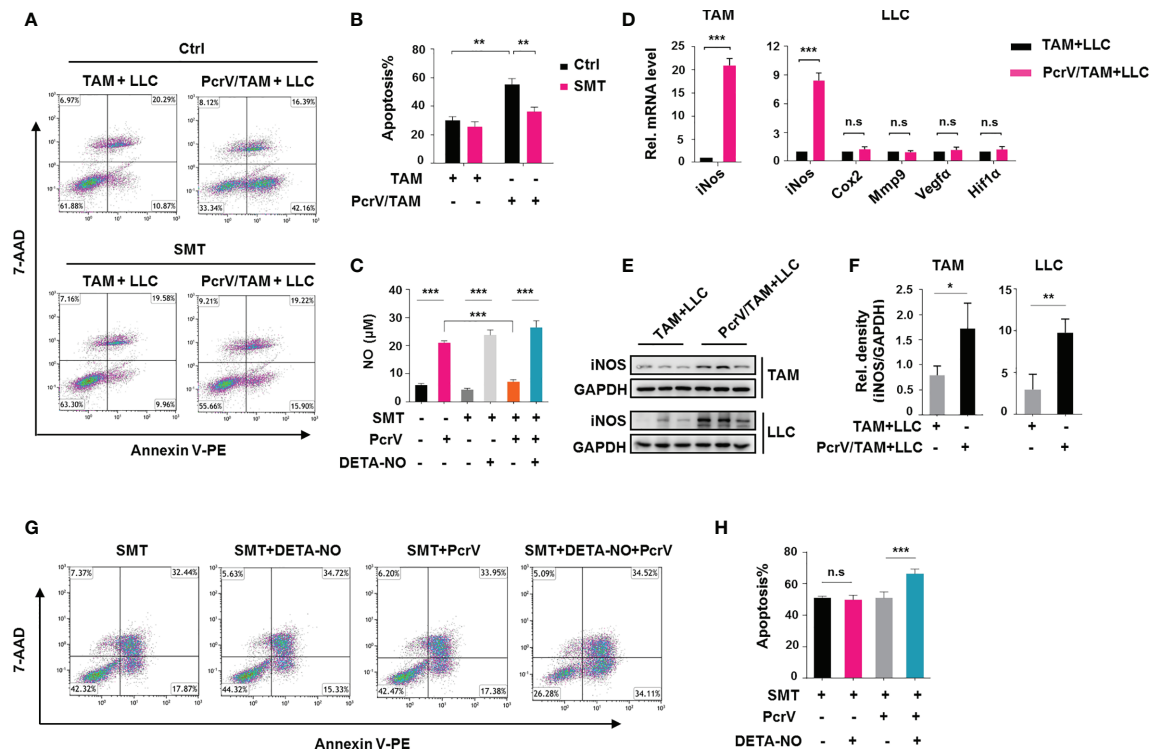 A
Ctrl
TAM + LLC
PcrV/TAM + LLC
6.97%
20.29%
61.88%
10.87%
8.12%
16.39%
33.34%
42.16%
SMT
TAM + LLC
PcrV/TAM + LLC
7.16%
19.58%
63.30%
9.96%
9.21%
19.22%
55.66%
15.90%
7-AAD
Annexin V-PE
B
** **
Ctrl
SMT
Apoptosis%
80
60
40
20
0
TAM + + - -
PcrV/TAM - - + +
C
*** *** ***
***
NO (μM)
40
30
20
10
0
SMT - - + + + +
PcrV - + - - + +
DETA-NO - - - + - +
D
TAM
LLC
TAM+LLC
PcrV/TAM+LLC
Rel. mRNA level
25
20
15
10
5
0
***
iNos
12
9
6
3
0
*** n.s n.s n.s n.s
iNos Cox2 Mmp9 Vegfα Hif1α
E
TAM+LLC
PcrV/TAM+LLC
iNOS
GAPDH
TAM
iNOS
GAPDH
LLC
F
TAM
LLC
Rel. density
(iNOS/GAPDH)
2.5
2.0
1.5
1.0
0.5
0.0
*
15
10
5
0
**
TAM+LLC + - + -
PcrV/TAM+LLC - + - +
G
SMT
SMT+DETA-NO
SMT+PcrV
SMT+DETA-NO+PcrV
7.37%
32.44%
42.32%
17.87%
5.63%
34.72%
44.32%
15.33%
6.20%
33.95%
42.47%
17.38%
5.09%
34.52%
26.28%
34.11%
7-AAD
Annexin V-PE
H
n.s ***
Apoptosis%
80
60
40
20
0
SMT + + + +
PcrV - - + +
DETA-NO - + - +